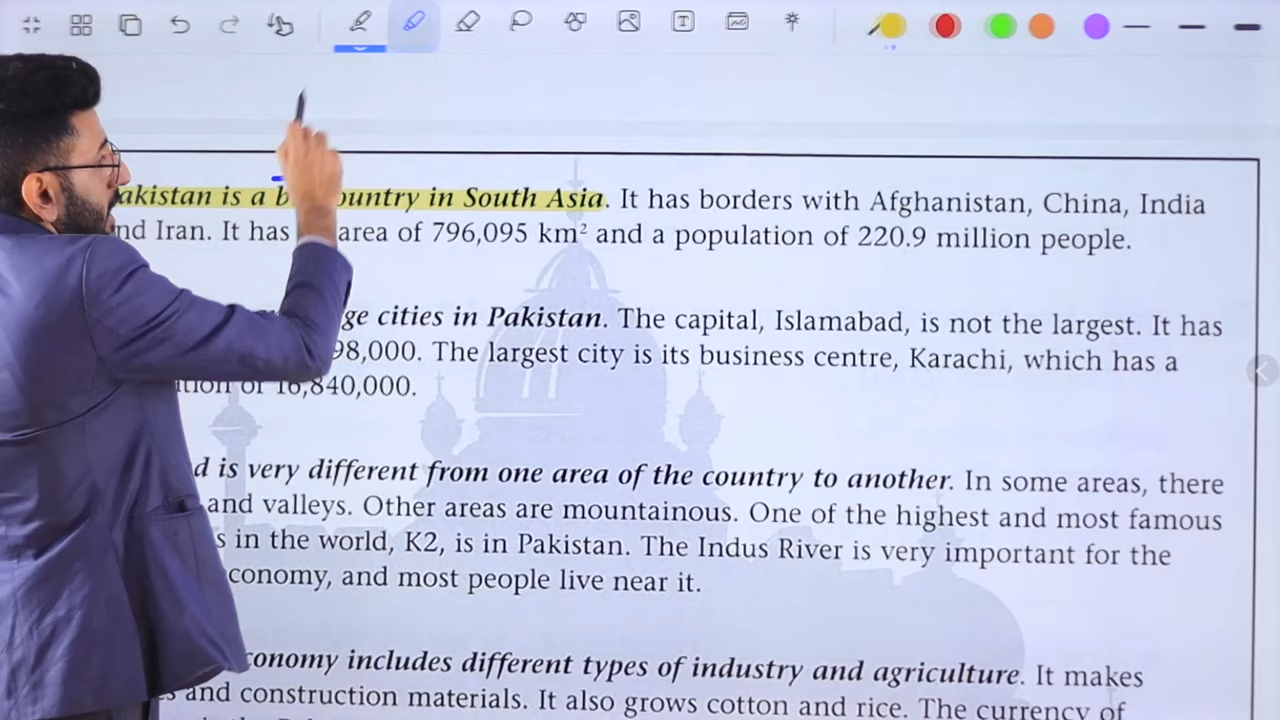 akistan is a b ountry in South Asia. It has borders with Afghanistan, China, India
nd Iran. It has area of 796,095 km² and a population of 220.9 million people.
ge cities in Pakistan. The capital, Islamabad, is not the largest. It has
98,000. The largest city is its business centre, Karachi, which has a
ation of 16,840,000.
d is very different from one area of the country to another. In some areas, there
and valleys. Other areas are mountainous. One of the highest and most famous
s in the world, K2, is in Pakistan. The Indus River is very important for the
conomy, and most people live near it.
conomy includes different types of industry and agriculture. It makes
s and construction materials. It also grows cotton and rice. The currency of